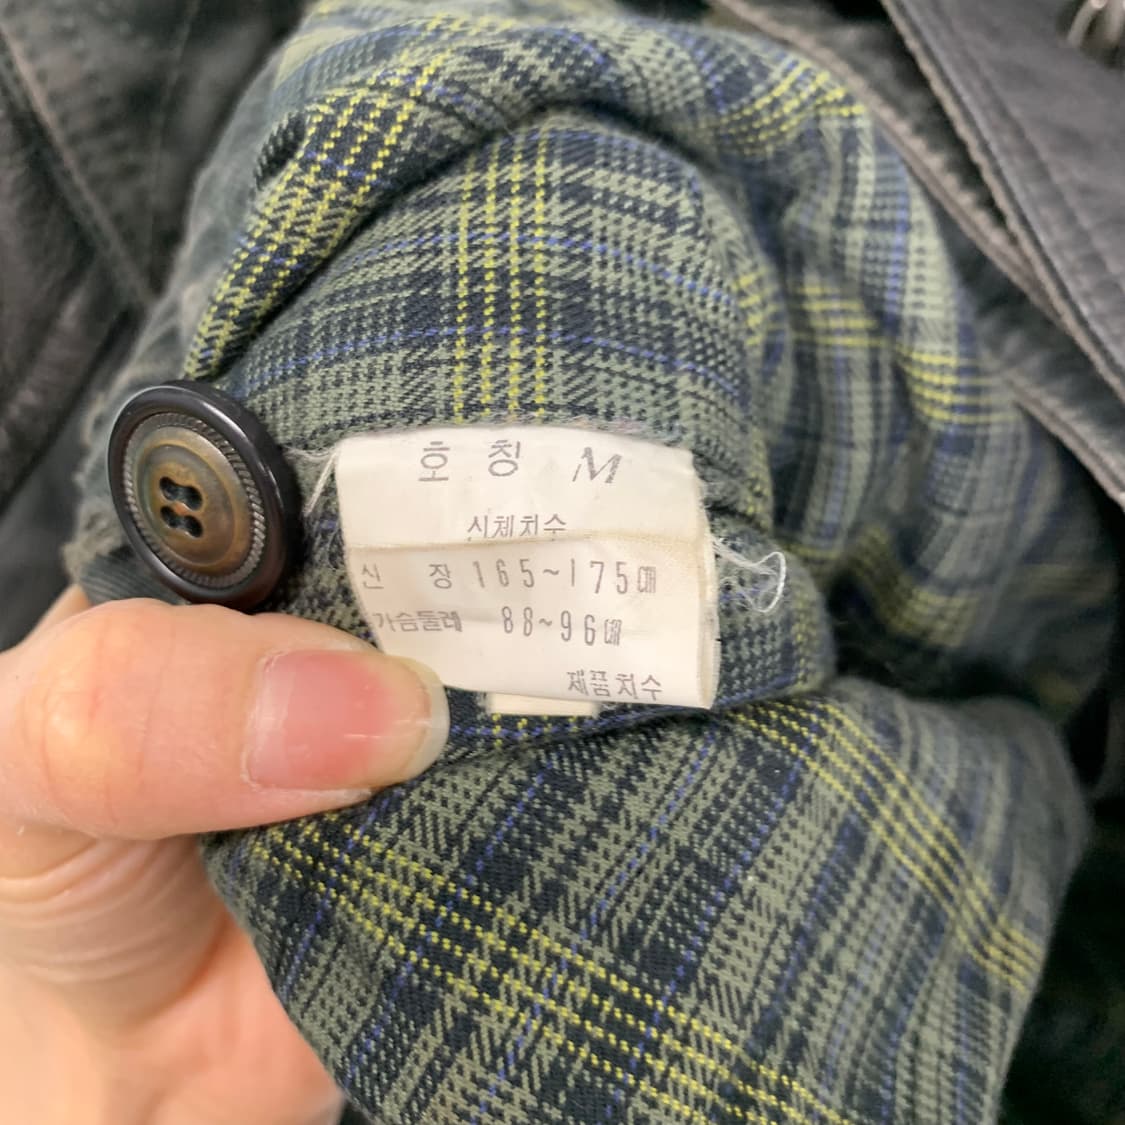 호 칭 M
신체치수
신 장 165~175㎝
가슴둘레 88~96㎝
제품치수